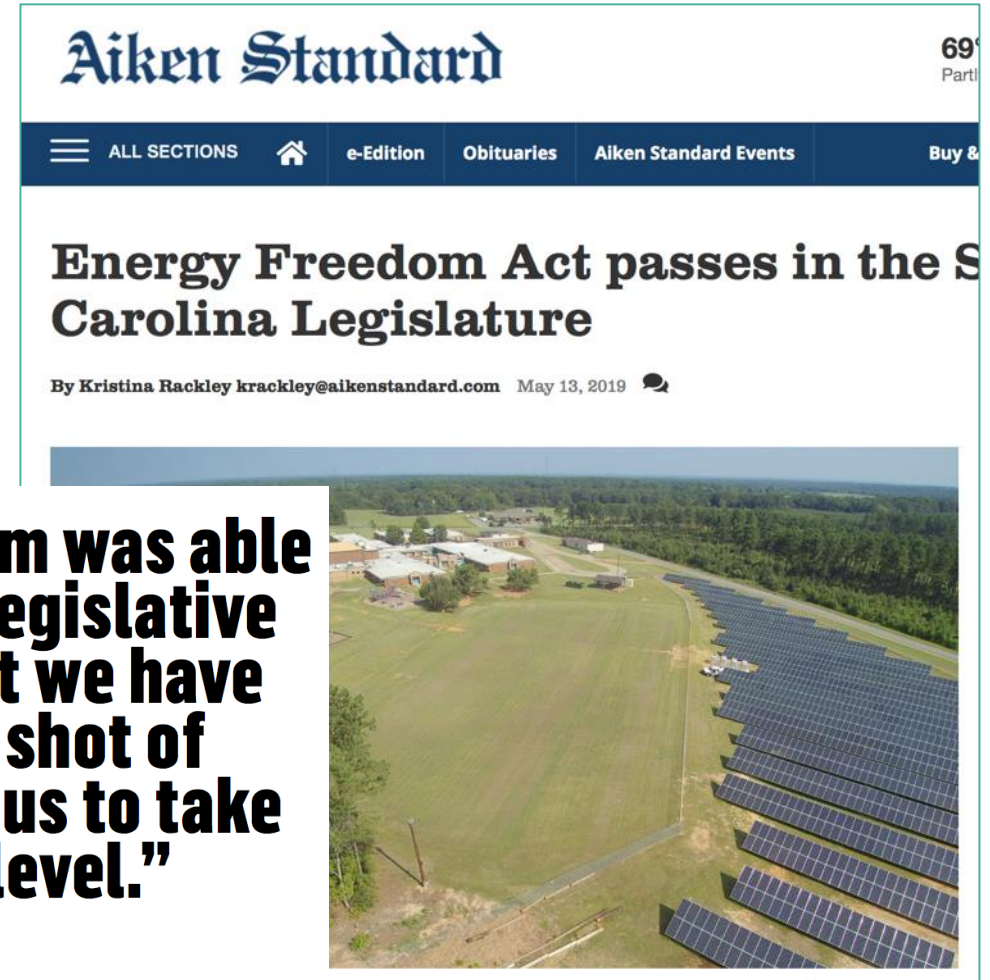 Aiken Standard
69°
Partl
ALL SECTIONS e-Edition Obituaries Aiken Standard Events Buy &
Energy Freedom Act passes in the S
Carolina Legislature
By Kristina Rackley krackley@aikenstandard.com May 13, 2019
m was able
egislative
t we have
shot of
us to take
level.”